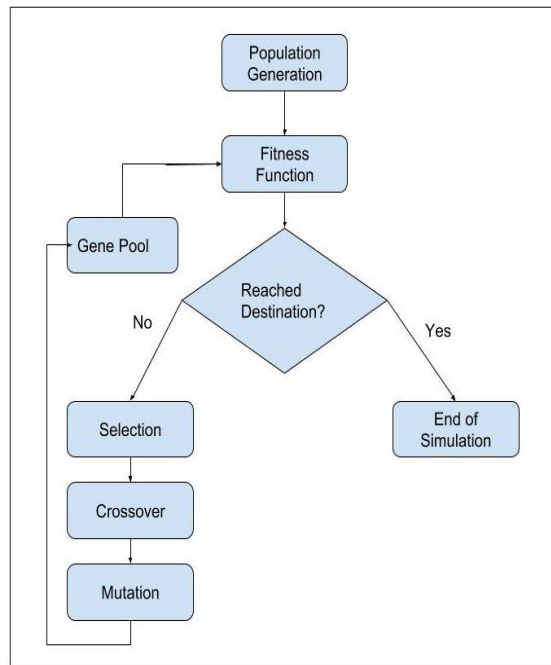 Population
Generation
Fitness
Function
Gene Pool
Reached
Destination?
No
Yes
Selection
End of
Simulation
Crossover
Mutation